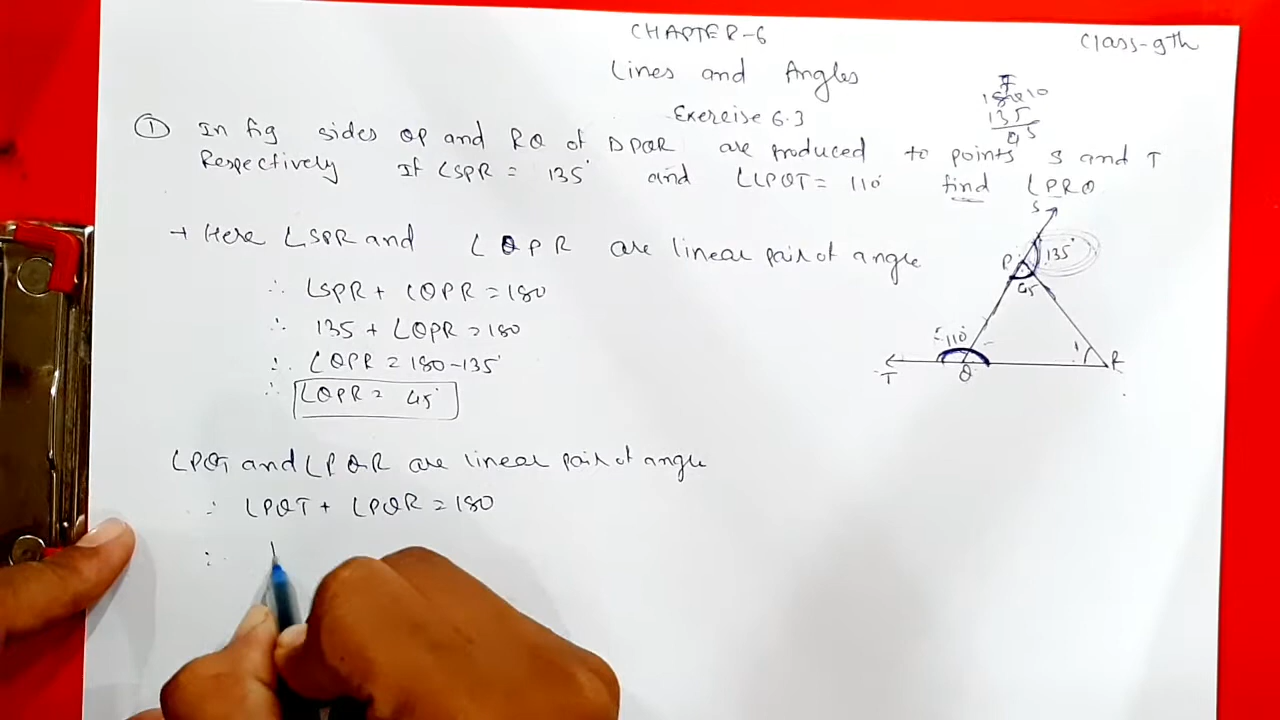 CHAPTER-6
Class-9th
Lines and Angles
Exercise 6.3
135
① In fig sides QP and RQ of ΔPQR are produced to points S and T
Respectively If ∠SPR = 135° and ∠∠PQT = 110° find ∠PRQ
→ Here ∠SPR and ∠QPR are linear pair of angle
∴ ∠SPR + ∠QPR = 180
∴ 135 + ∠QPR = 180
∴ ∠QPR = 180 - 135°
∴ ∠QPR = 45°
S
P
135°
45
110°
T
Q
R
∠PQT and ∠PQR are linear pair of angle
∴ ∠PQT + ∠PQR = 180
∴